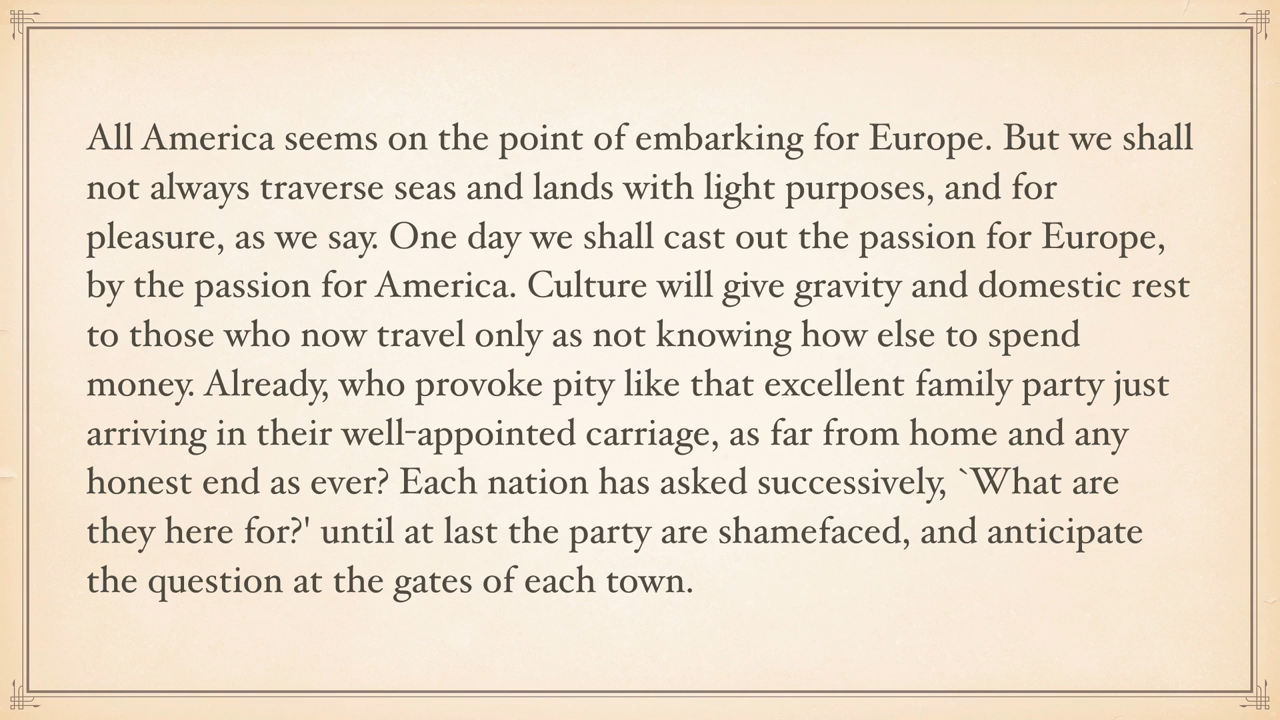 All America seems on the point of embarking for Europe. But we shall
not always traverse seas and lands with light purposes, and for
pleasure, as we say. One day we shall cast out the passion for Europe,
by the passion for America. Culture will give gravity and domestic rest
to those who now travel only as not knowing how else to spend
money. Already, who provoke pity like that excellent family party just
arriving in their well-appointed carriage, as far from home and any
honest end as ever? Each nation has asked successively, `What are
they here for?' until at last the party are shamefaced, and anticipate
the question at the gates of each town.